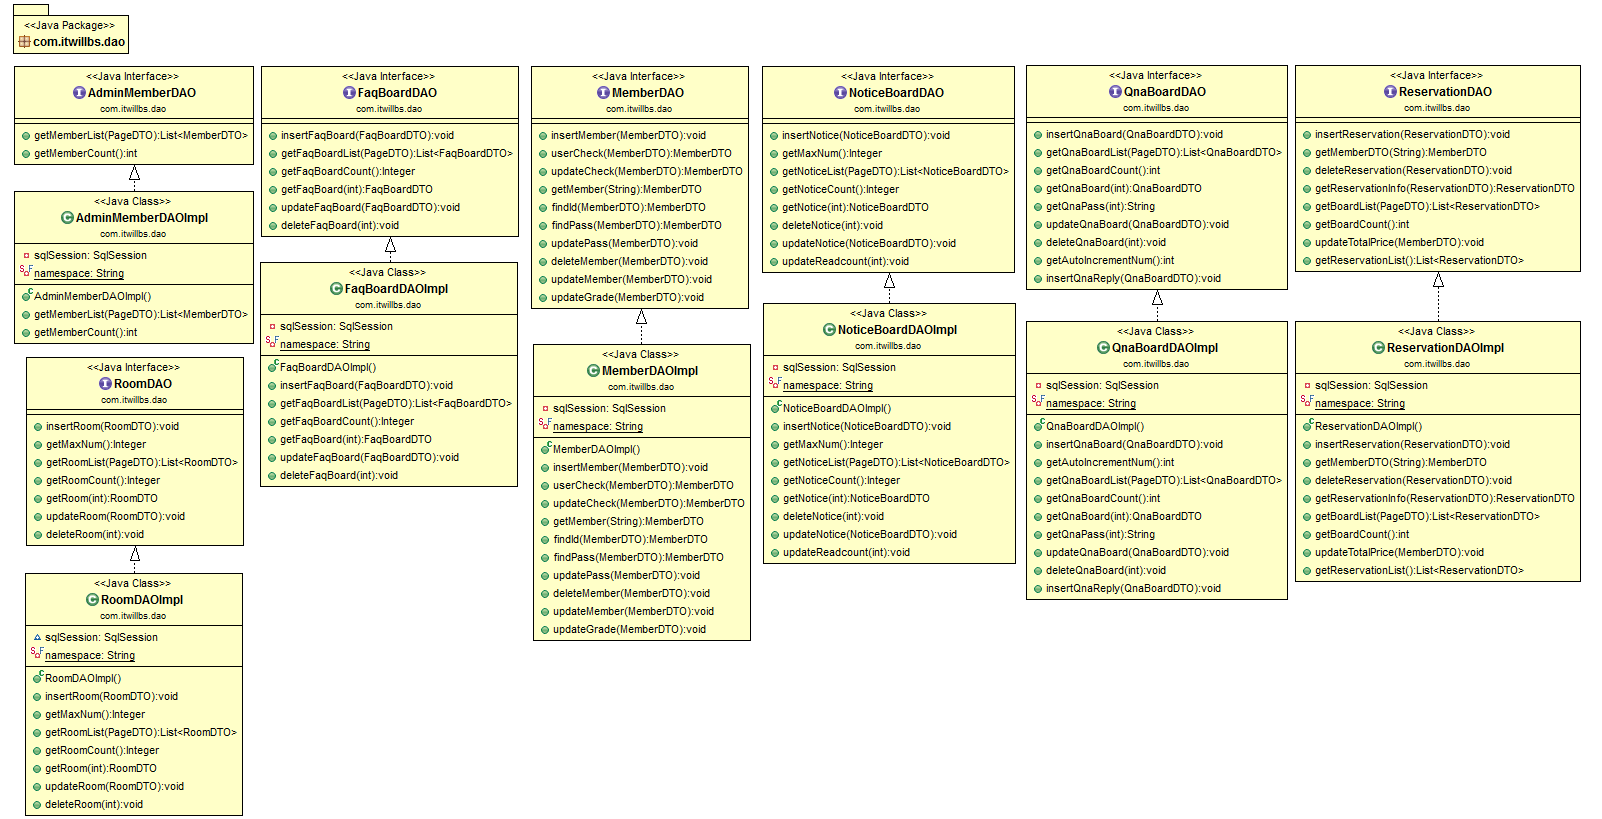 <<Java Package>>
com.itwillbs.dao
<<Java Interface>>
AdminMemberDAO
com.itwillbs.dao
getMemberList(PageDTO):List<MemberDTO>
getMemberCount():int
<<Java Class>>
AdminMemberDAOImpl
com.itwillbs.dao
sqlSession: SqlSession
namespace: String
AdminMemberDAOImpl()
getMemberList(PageDTO):List<MemberDTO>
getMemberCount():int
<<Java Interface>>
RoomDAO
com.itwillbs.dao
insertRoom(RoomDTO):void
getMaxNum():Integer
getRoomList(PageDTO):List<RoomDTO>
getRoomCount():Integer
getRoom(int):RoomDTO
updateRoom(RoomDTO):void
deleteRoom(int):void
<<Java Class>>
RoomDAOImpl
com.itwillbs.dao
sqlSession: SqlSession
namespace: String
RoomDAOImpl()
insertRoom(RoomDTO):void
getMaxNum():Integer
getRoomList(PageDTO):List<RoomDTO>
getRoomCount():Integer
getRoom(int):RoomDTO
updateRoom(RoomDTO):void
deleteRoom(int):void
<<Java Interface>>
FaqBoardDAO
com.itwillbs.dao
insertFaqBoard(FaqBoardDTO):void
getFaqBoardList(PageDTO):List<FaqBoardDTO>
getFaqBoardCount():Integer
getFaqBoard(int):FaqBoardDTO
updateFaqBoard(FaqBoardDTO):void
deleteFaqBoard(int):void
<<Java Class>>
FaqBoardDAOImpl
com.itwillbs.dao
sqlSession: SqlSession
namespace: String
FaqBoardDAOImpl()
insertFaqBoard(FaqBoardDTO):void
getFaqBoardList(PageDTO):List<FaqBoardDTO>
getFaqBoardCount():Integer
getFaqBoard(int):FaqBoardDTO
updateFaqBoard(FaqBoardDTO):void
deleteFaqBoard(int):void
<<Java Interface>>
MemberDAO
com.itwillbs.dao
insertMember(MemberDTO):void
userCheck(MemberDTO):MemberDTO
updateCheck(MemberDTO):MemberDTO
getMember(String):MemberDTO
findId(MemberDTO):MemberDTO
findPass(MemberDTO):MemberDTO
updatePass(MemberDTO):void
deleteMember(MemberDTO):void
updateMember(MemberDTO):void
updateGrade(MemberDTO):void
<<Java Class>>
MemberDAOImpl
com.itwillbs.dao
sqlSession: SqlSession
namespace: String
MemberDAOImpl()
insertMember(MemberDTO):void
userCheck(MemberDTO):MemberDTO
updateCheck(MemberDTO):MemberDTO
getMember(String):MemberDTO
findId(MemberDTO):MemberDTO
findPass(MemberDTO):MemberDTO
updatePass(MemberDTO):void
deleteMember(MemberDTO):void
updateMember(MemberDTO):void
updateGrade(MemberDTO):void
<<Java Interface>>
NoticeBoardDAO
com.itwillbs.dao
insertNotice(NoticeBoardDTO):void
getMaxNum():Integer
getNoticeList(PageDTO):List<NoticeBoardDTO>
getNoticeCount():Integer
getNotice(int):NoticeBoardDTO
deleteNotice(int):void
updateNotice(NoticeBoardDTO):void
updateReadcount(int):void
<<Java Class>>
NoticeBoardDAOImpl
com.itwillbs.dao
sqlSession: SqlSession
namespace: String
NoticeBoardDAOImpl()
insertNotice(NoticeBoardDTO):void
getMaxNum():Integer
getNoticeList(PageDTO):List<NoticeBoardDTO>
getNoticeCount():Integer
getNotice(int):NoticeBoardDTO
deleteNotice(int):void
updateNotice(NoticeBoardDTO):void
updateReadcount(int):void
<<Java Interface>>
QnaBoardDAO
com.itwillbs.dao
insertQnaBoard(QnaBoardDTO):void
getQnaBoardList(PageDTO):List<QnaBoardDTO>
getQnaBoardCount():int
getQnaBoard(int):QnaBoardDTO
getQnaPass(int):String
updateQnaBoard(QnaBoardDTO):void
deleteQnaBoard(int):void
getAutoIncrementNum():int
insertQnaReply(QnaBoardDTO):void
<<Java Class>>
QnaBoardDAOImpl
com.itwillbs.dao
sqlSession: SqlSession
namespace: String
QnaBoardDAOImpl()
insertQnaBoard(QnaBoardDTO):void
getAutoIncrementNum():int
getQnaBoardList(PageDTO):List<QnaBoardDTO>
getQnaBoardCount():int
getQnaBoard(int):QnaBoardDTO
getQnaPass(int):String
updateQnaBoard(QnaBoardDTO):void
deleteQnaBoard(int):void
insertQnaReply(QnaBoardDTO):void
<<Java Interface>>
ReservationDAO
com.itwillbs.dao
insertReservation(ReservationDTO):void
getMemberDTO(String):MemberDTO
deleteReservation(ReservationDTO):void
getReservationInfo(ReservationDTO):ReservationDTO
getBoardList(PageDTO):List<ReservationDTO>
getBoardCount():int
updateTotalPrice(MemberDTO):void
getReservationList():List<ReservationDTO>
<<Java Class>>
ReservationDAOImpl
com.itwillbs.dao
sqlSession: SqlSession
namespace: String
ReservationDAOImpl()
insertReservation(ReservationDTO):void
getMemberDTO(String):MemberDTO
deleteReservation(ReservationDTO):void
getReservationInfo(ReservationDTO):ReservationDTO
getBoardList(PageDTO):List<ReservationDTO>
getBoardCount():int
updateTotalPrice(MemberDTO):void
getReservationList():List<ReservationDTO>